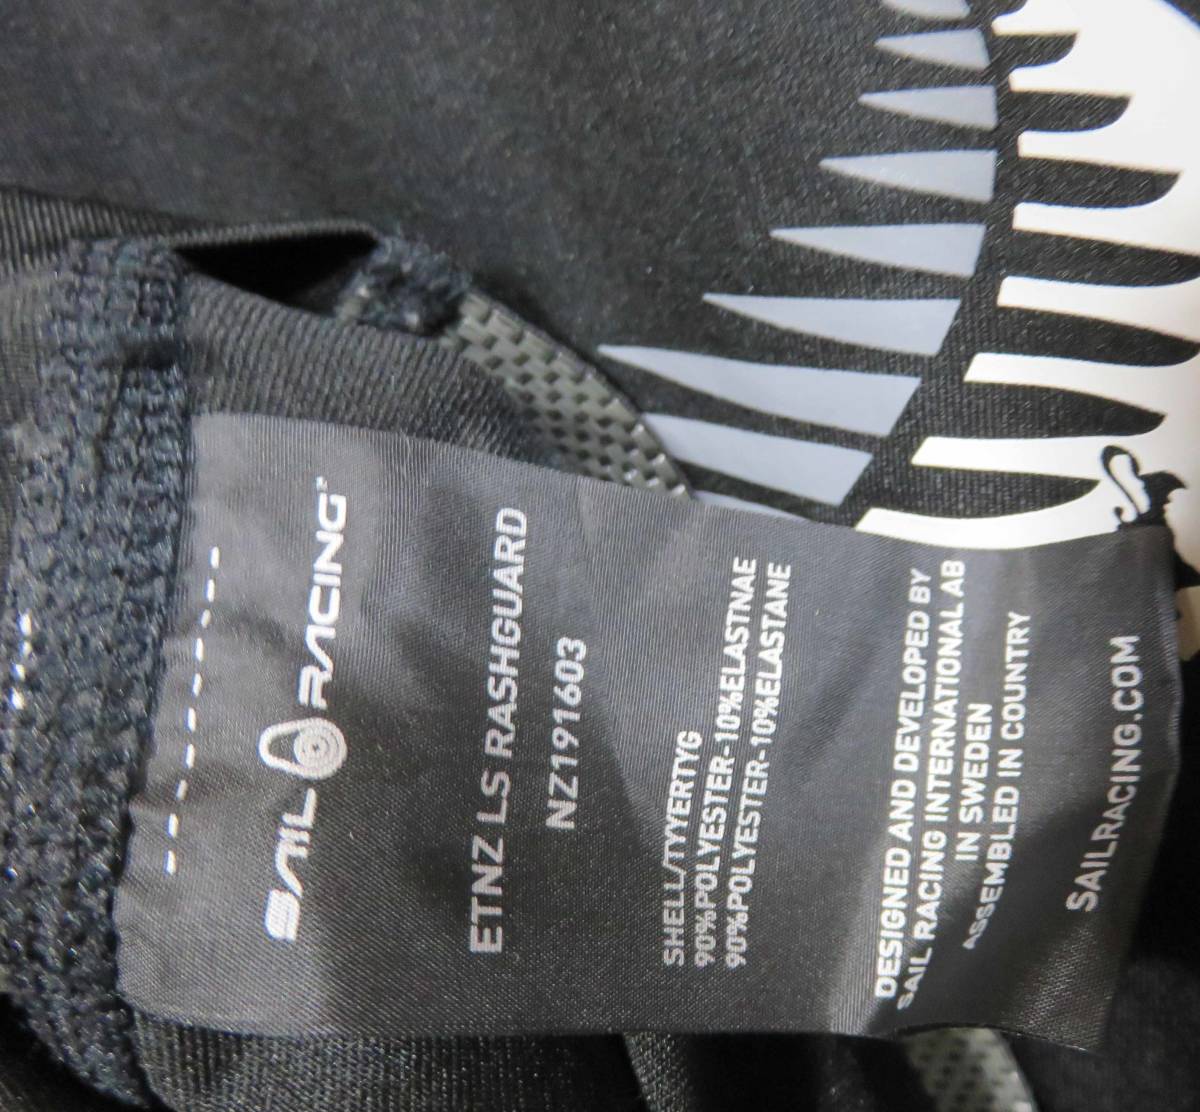 SAIL RACING™
ETNZ LS RASHGUARD
NZ191603
SHELL/TYYERTYG
90%POLYESTER-10%ELASTNAE
90%POLYESTER-10%ELASTANE
DESIGNED AND DEVELOPED BY
SAIL RACING INTERNATIONAL AB
IN SWEDEN
ASSEMBLED IN COUNTRY
SAILRACING.COM